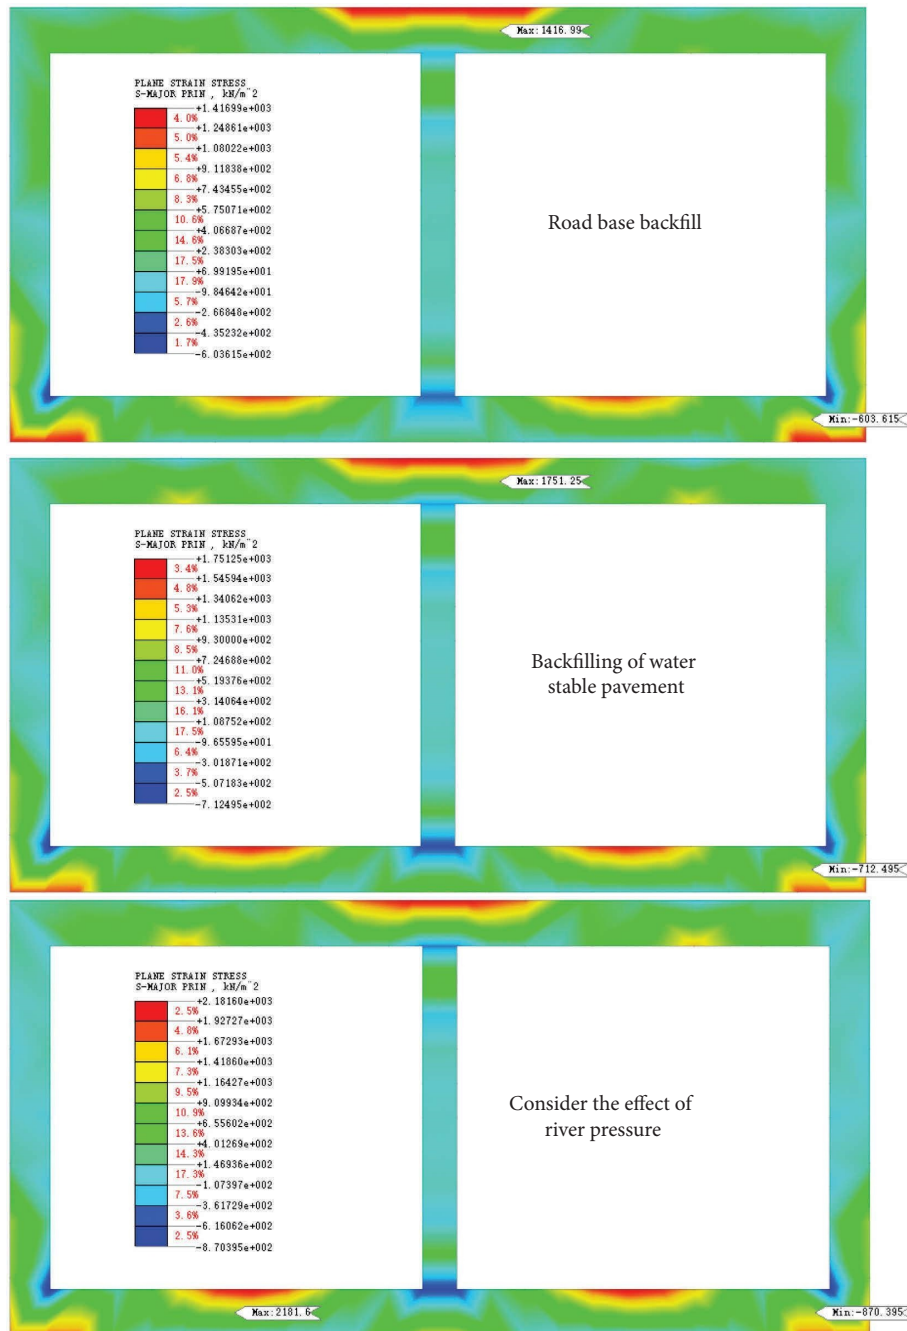 Max:1416.99
PLANE STRAIN STRESS
S-MAJOR PRIN , kN/m^2
+1.41699e+003
4.0%
+1.24861e+003
5.0%
+1.08022e+003
5.4%
+9.11838e+002
6.8%
+7.43455e+002
8.3%
+5.75071e+002
10.6%
+4.06687e+002
14.6%
+2.38303e+002
17.5%
+6.99195e+001
17.9%
-9.84642e+001
5.7%
-2.66848e+002
2.6%
-4.35232e+002
1.7%
-6.03615e+002
Road base backfill
Min:-603.615
Max:1751.25
PLANE STRAIN STRESS
S-MAJOR PRIN , kN/m^2
+1.75125e+003
3.4%
+1.54594e+003
4.8%
+1.34062e+003
5.3%
+1.13531e+003
7.6%
+9.30000e+002
8.5%
+7.24688e+002
11.0%
+5.19376e+002
13.1%
+3.14064e+002
16.1%
+1.08752e+002
17.5%
-9.65595e+001
6.4%
-3.01871e+002
3.7%
-5.07183e+002
2.5%
-7.12495e+002
Backfilling of water
stable pavement
Min:-712.495
PLANE STRAIN STRESS
S-MAJOR PRIN , kN/m^2
+2.18160e+003
2.5%
+1.92727e+003
4.8%
+1.67293e+003
6.1%
+1.41860e+003
7.3%
+1.16427e+003
9.5%
+9.09934e+002
10.9%
+6.55602e+002
13.6%
+4.01269e+002
14.3%
+1.46936e+002
17.3%
-1.07397e+002
7.5%
-3.61729e+002
3.6%
-6.16062e+002
2.5%
-8.70395e+002
Consider the effect of
river pressure
Max:2181.6
Min:-870.395